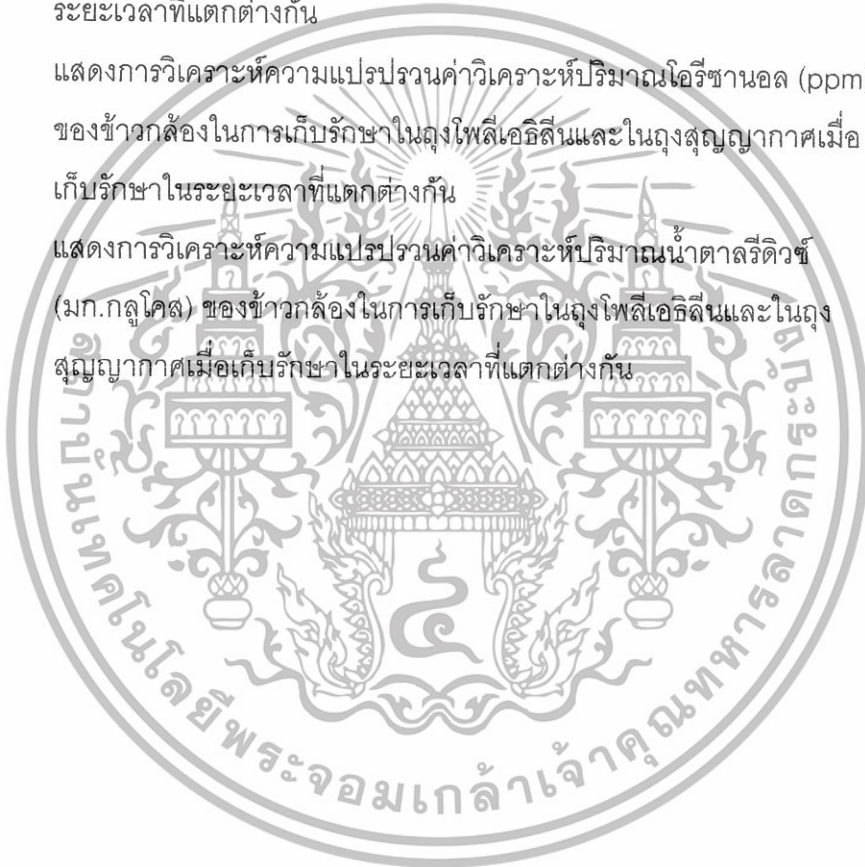 ระยะเวลาที่แตกต่างกัน
แสดงการวิเคราะห์ความแปรปรวนค่าวิเคราะห์ปริมาณโอรีซานอล (ppm
ของข้าวกล้องในการเก็บรักษาในถุงโพลีเอธิลีนและในถุงสุญญากาศเมื่อ
เก็บรักษาในระยะเวลาที่แตกต่างกัน
แสดงการวิเคราะห์ความแปรปรวนค่าวิเคราะห์ปริมาณน้ำตาลรีดิวซ์
(มก.กลูโคส) ของข้าวกล้องในการเก็บรักษาในถุงโพลีเอธิลีนและในถุง
สุญญากาศเมื่อเก็บรักษาในระยะเวลาที่แตกต่างกัน
สถาบันเทคโนโลยีพระจอมเกล้าเจ้าคุณทหารลาดกระบัง
๔